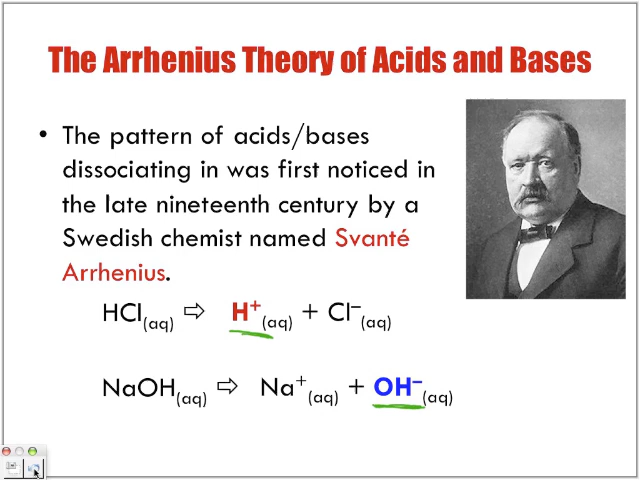 The Arrhenius Theory of Acids and Bases
• The pattern of acids/bases
dissociating in was first noticed in
the late nineteenth century by a
Swedish chemist named Svanté
Arrhenius.
HCl(aq) ⇨ H⁺(aq) + Cl⁻(aq)
NaOH(aq) ⇨ Na⁺(aq) + OH⁻(aq)